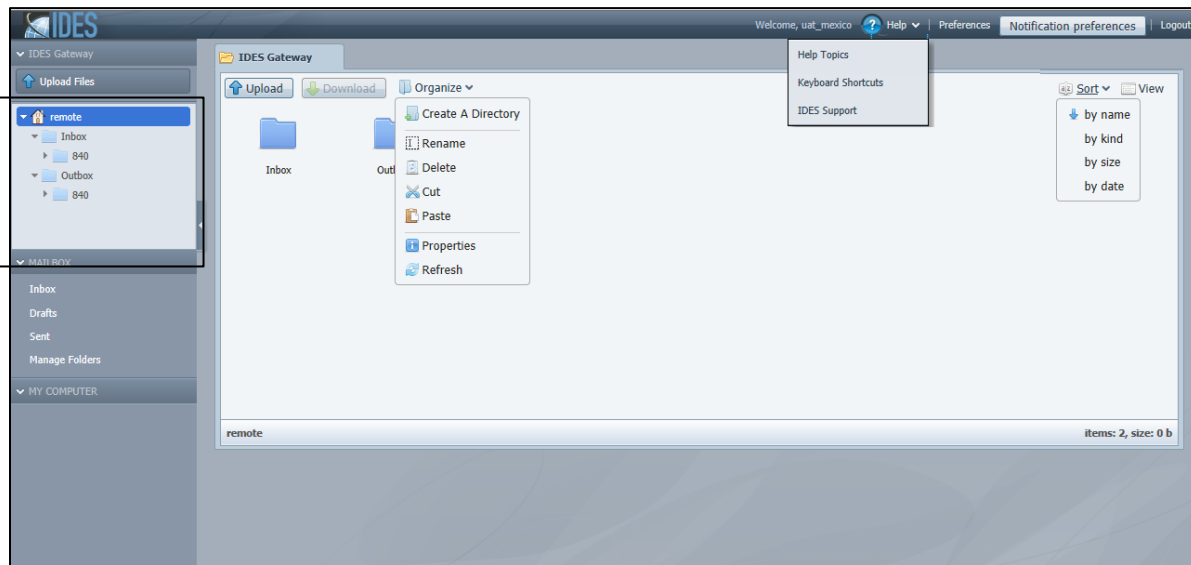 IDES
Welcome, uat_mexico ? Help | Preferences Notification preferences | Logout
IDES Gateway
Upload Files
remote
Inbox
840
Outbox
840
MAILBOX
Inbox
Drafts
Sent
Manage Folders
MY COMPUTER
IDES Gateway
Upload Download Organize
Create A Directory
Rename
Delete
Cut
Paste
Properties
Refresh
Inbox
Help Topics
Keyboard Shortcuts
IDES Support
Sort View
by name
by kind
by size
by date
remote items: 2, size: 0 b